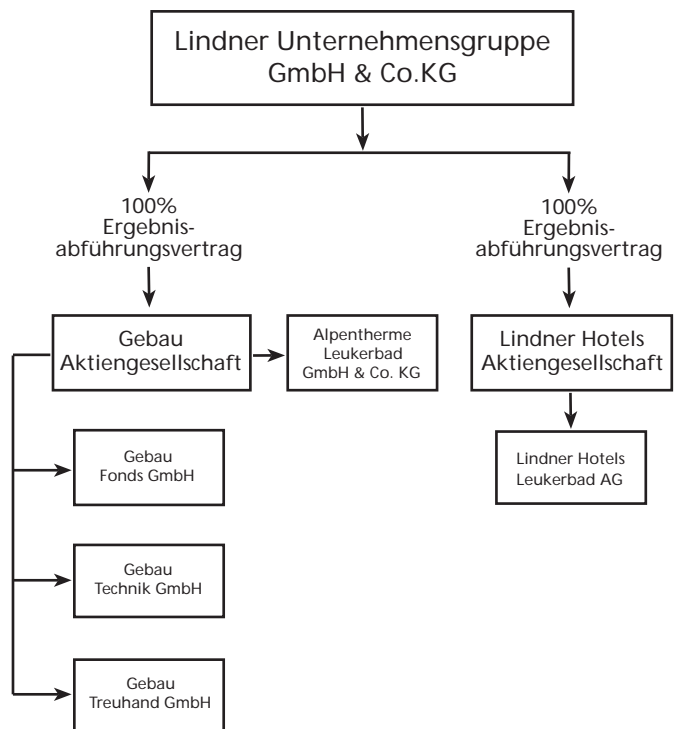 Lindner Unternehmensgruppe
GmbH & Co.KG
100%
Ergebnis-
abführungsvertrag
100%
Ergebnis-
abführungsvertrag
Gebau
Aktiengesellschaft
Alpentherme
Leukerbad
GmbH & Co. KG
Lindner Hotels
Aktiengesellschaft
Gebau
Fonds GmbH
Lindner Hotels
Leukerbad AG
Gebau
Technik GmbH
Gebau
Treuhand GmbH